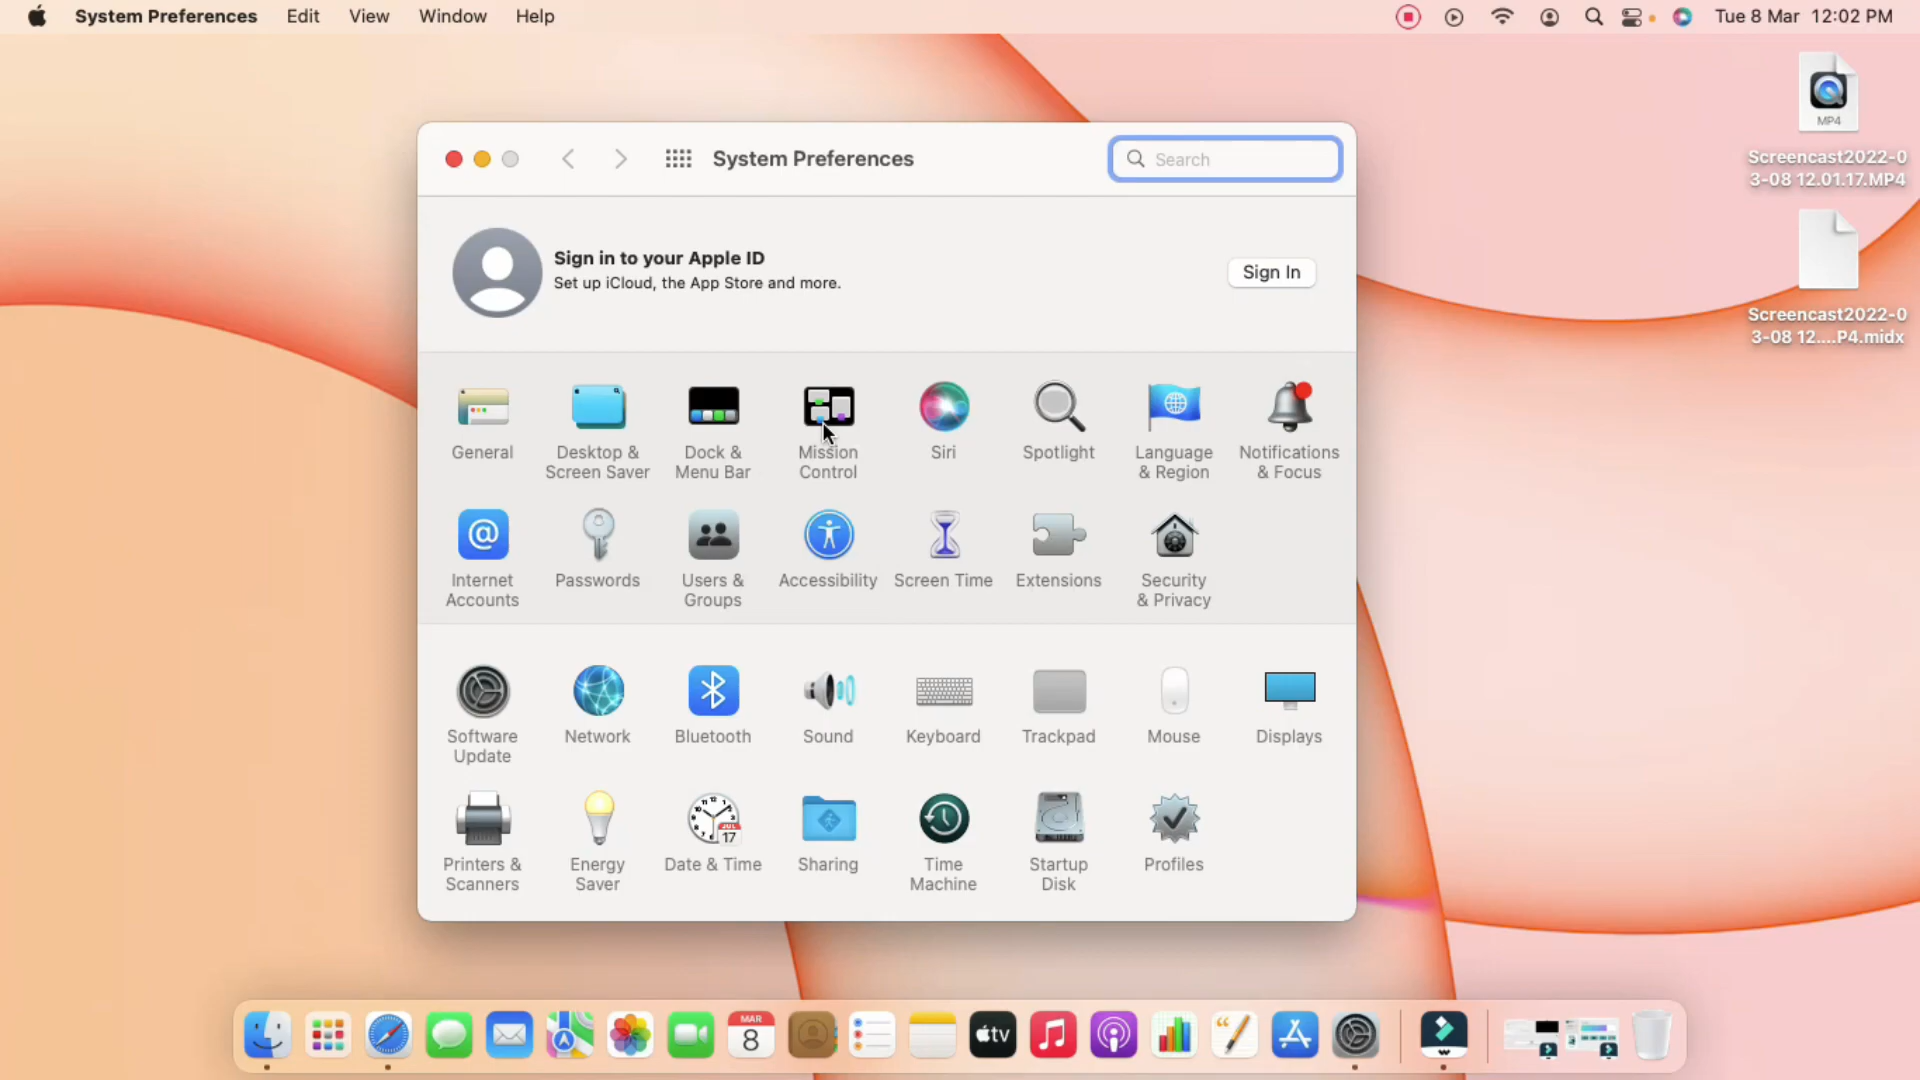 System Preferences Edit View Window Help Tue 8 Mar 12:02 PM
System Preferences
Search
Sign in to your Apple ID
Set up iCloud, the App Store and more.
Sign In
General
Desktop &
Screen Saver
Dock &
Menu Bar
Mission
Control
Siri
Spotlight
Language
& Region
Notifications
& Focus
Internet
Accounts
Passwords
Users &
Groups
Accessibility
Screen Time
Extensions
Security
& Privacy
Software
Update
Network
Bluetooth
Sound
Keyboard
Trackpad
Mouse
Displays
Printers &
Scanners
Energy
Saver
Date & Time
Sharing
Time
Machine
Startup
Disk
Profiles
MP4
Screencast2022-0
3-08 12.01.17.MP4
Screencast2022-0
3-08 12....P4.midx
JUL
17
MAR
8
tv